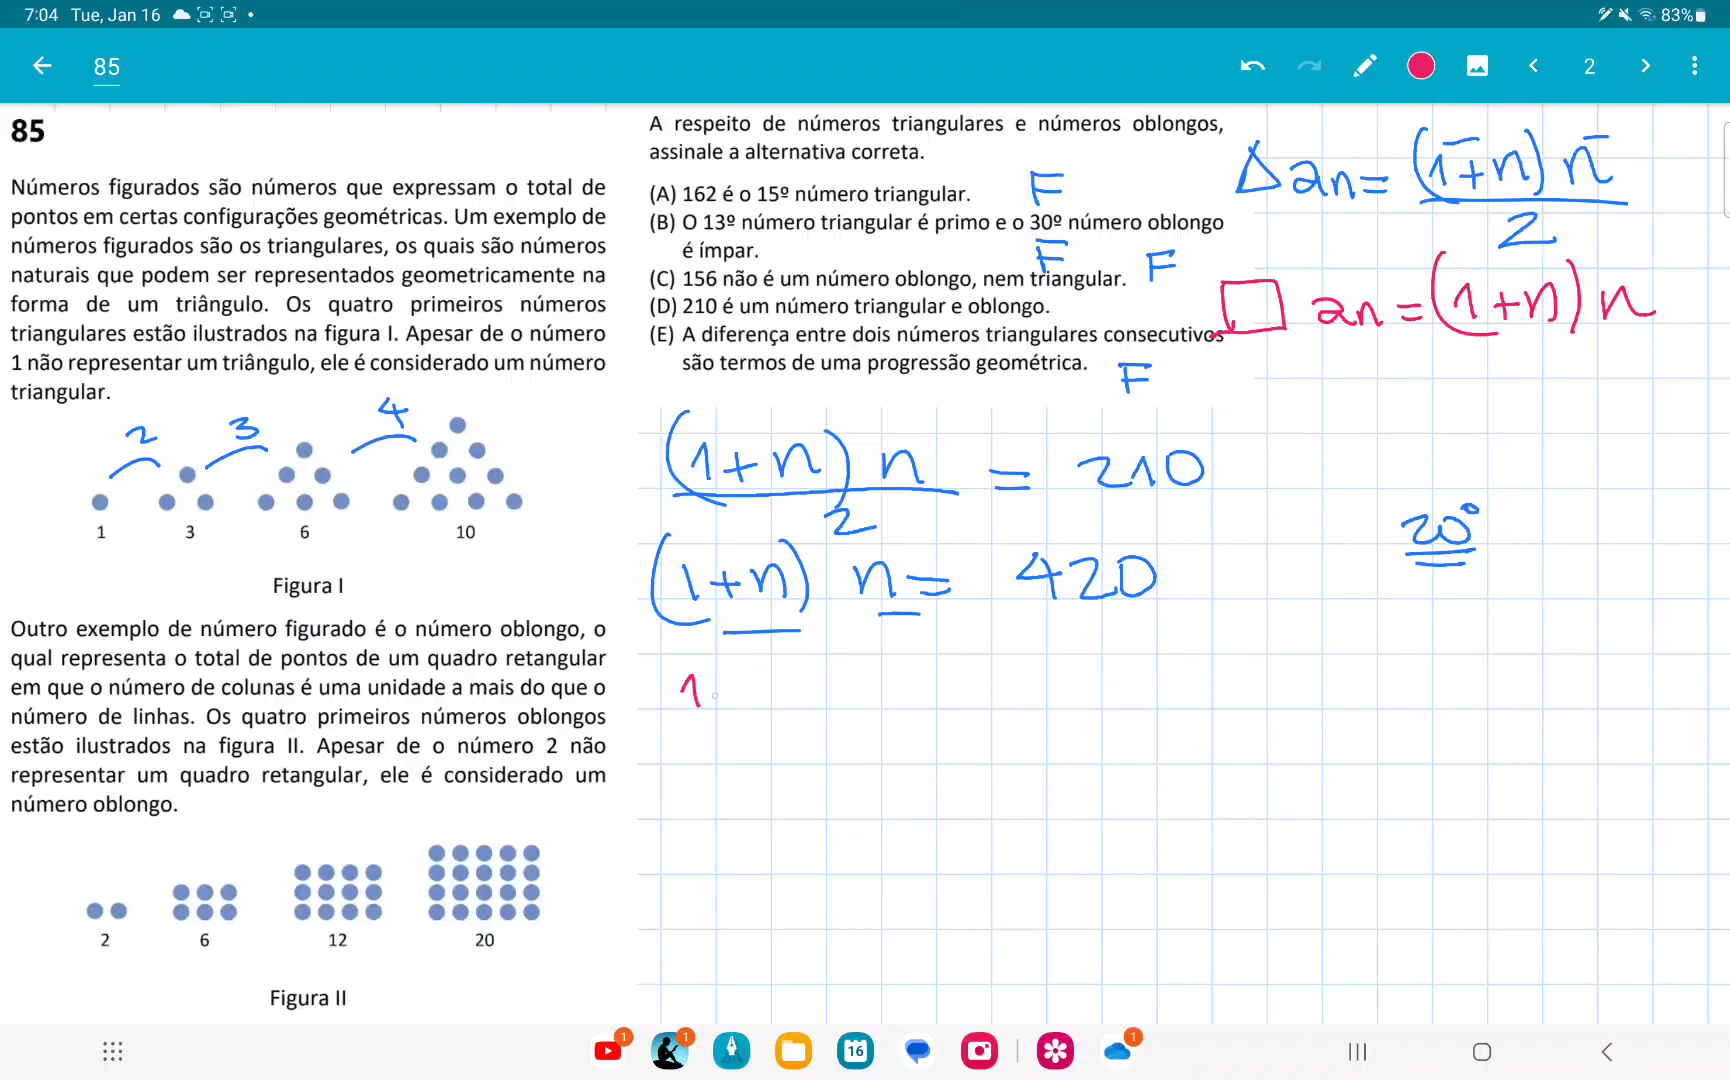 7:04 Tue, Jan 16
83%
85
2
85
Números figurados são números que expressam o total de
pontos em certas configurações geométricas. Um exemplo de
números figurados são os triangulares, os quais são números
naturais que podem ser representados geometricamente na
forma de um triângulo. Os quatro primeiros números
triangulares estão ilustrados na figura I. Apesar de o número
1 não representar um triângulo, ele é considerado um número
triangular.
2 3 4
1 3 6 10
Figura I
Outro exemplo de número figurado é o número oblongo, o
qual representa o total de pontos de um quadro retangular
em que o número de colunas é uma unidade a mais do que o
número de linhas. Os quatro primeiros números oblongos
estão ilustrados na figura II. Apesar de o número 2 não
representar um quadro retangular, ele é considerado um
número oblongo.
2 6 12 20
Figura II
A respeito de números triangulares e números oblongos,
assinale a alternativa correta.
(A) 162 é o 15º número triangular. F
(B) O 13º número triangular é primo e o 30º número oblongo
é ímpar. F
(C) 156 não é um número oblongo, nem triangular. F
(D) 210 é um número triangular e oblongo.
(E) A diferença entre dois números triangulares consecutivos
são termos de uma progressão geométrica. F
Δ an = (1+n) n
2
□ an = (1+n) n
(1+n) n = 210
2
20°
(1+n) n = 420
1
1
1
16
1